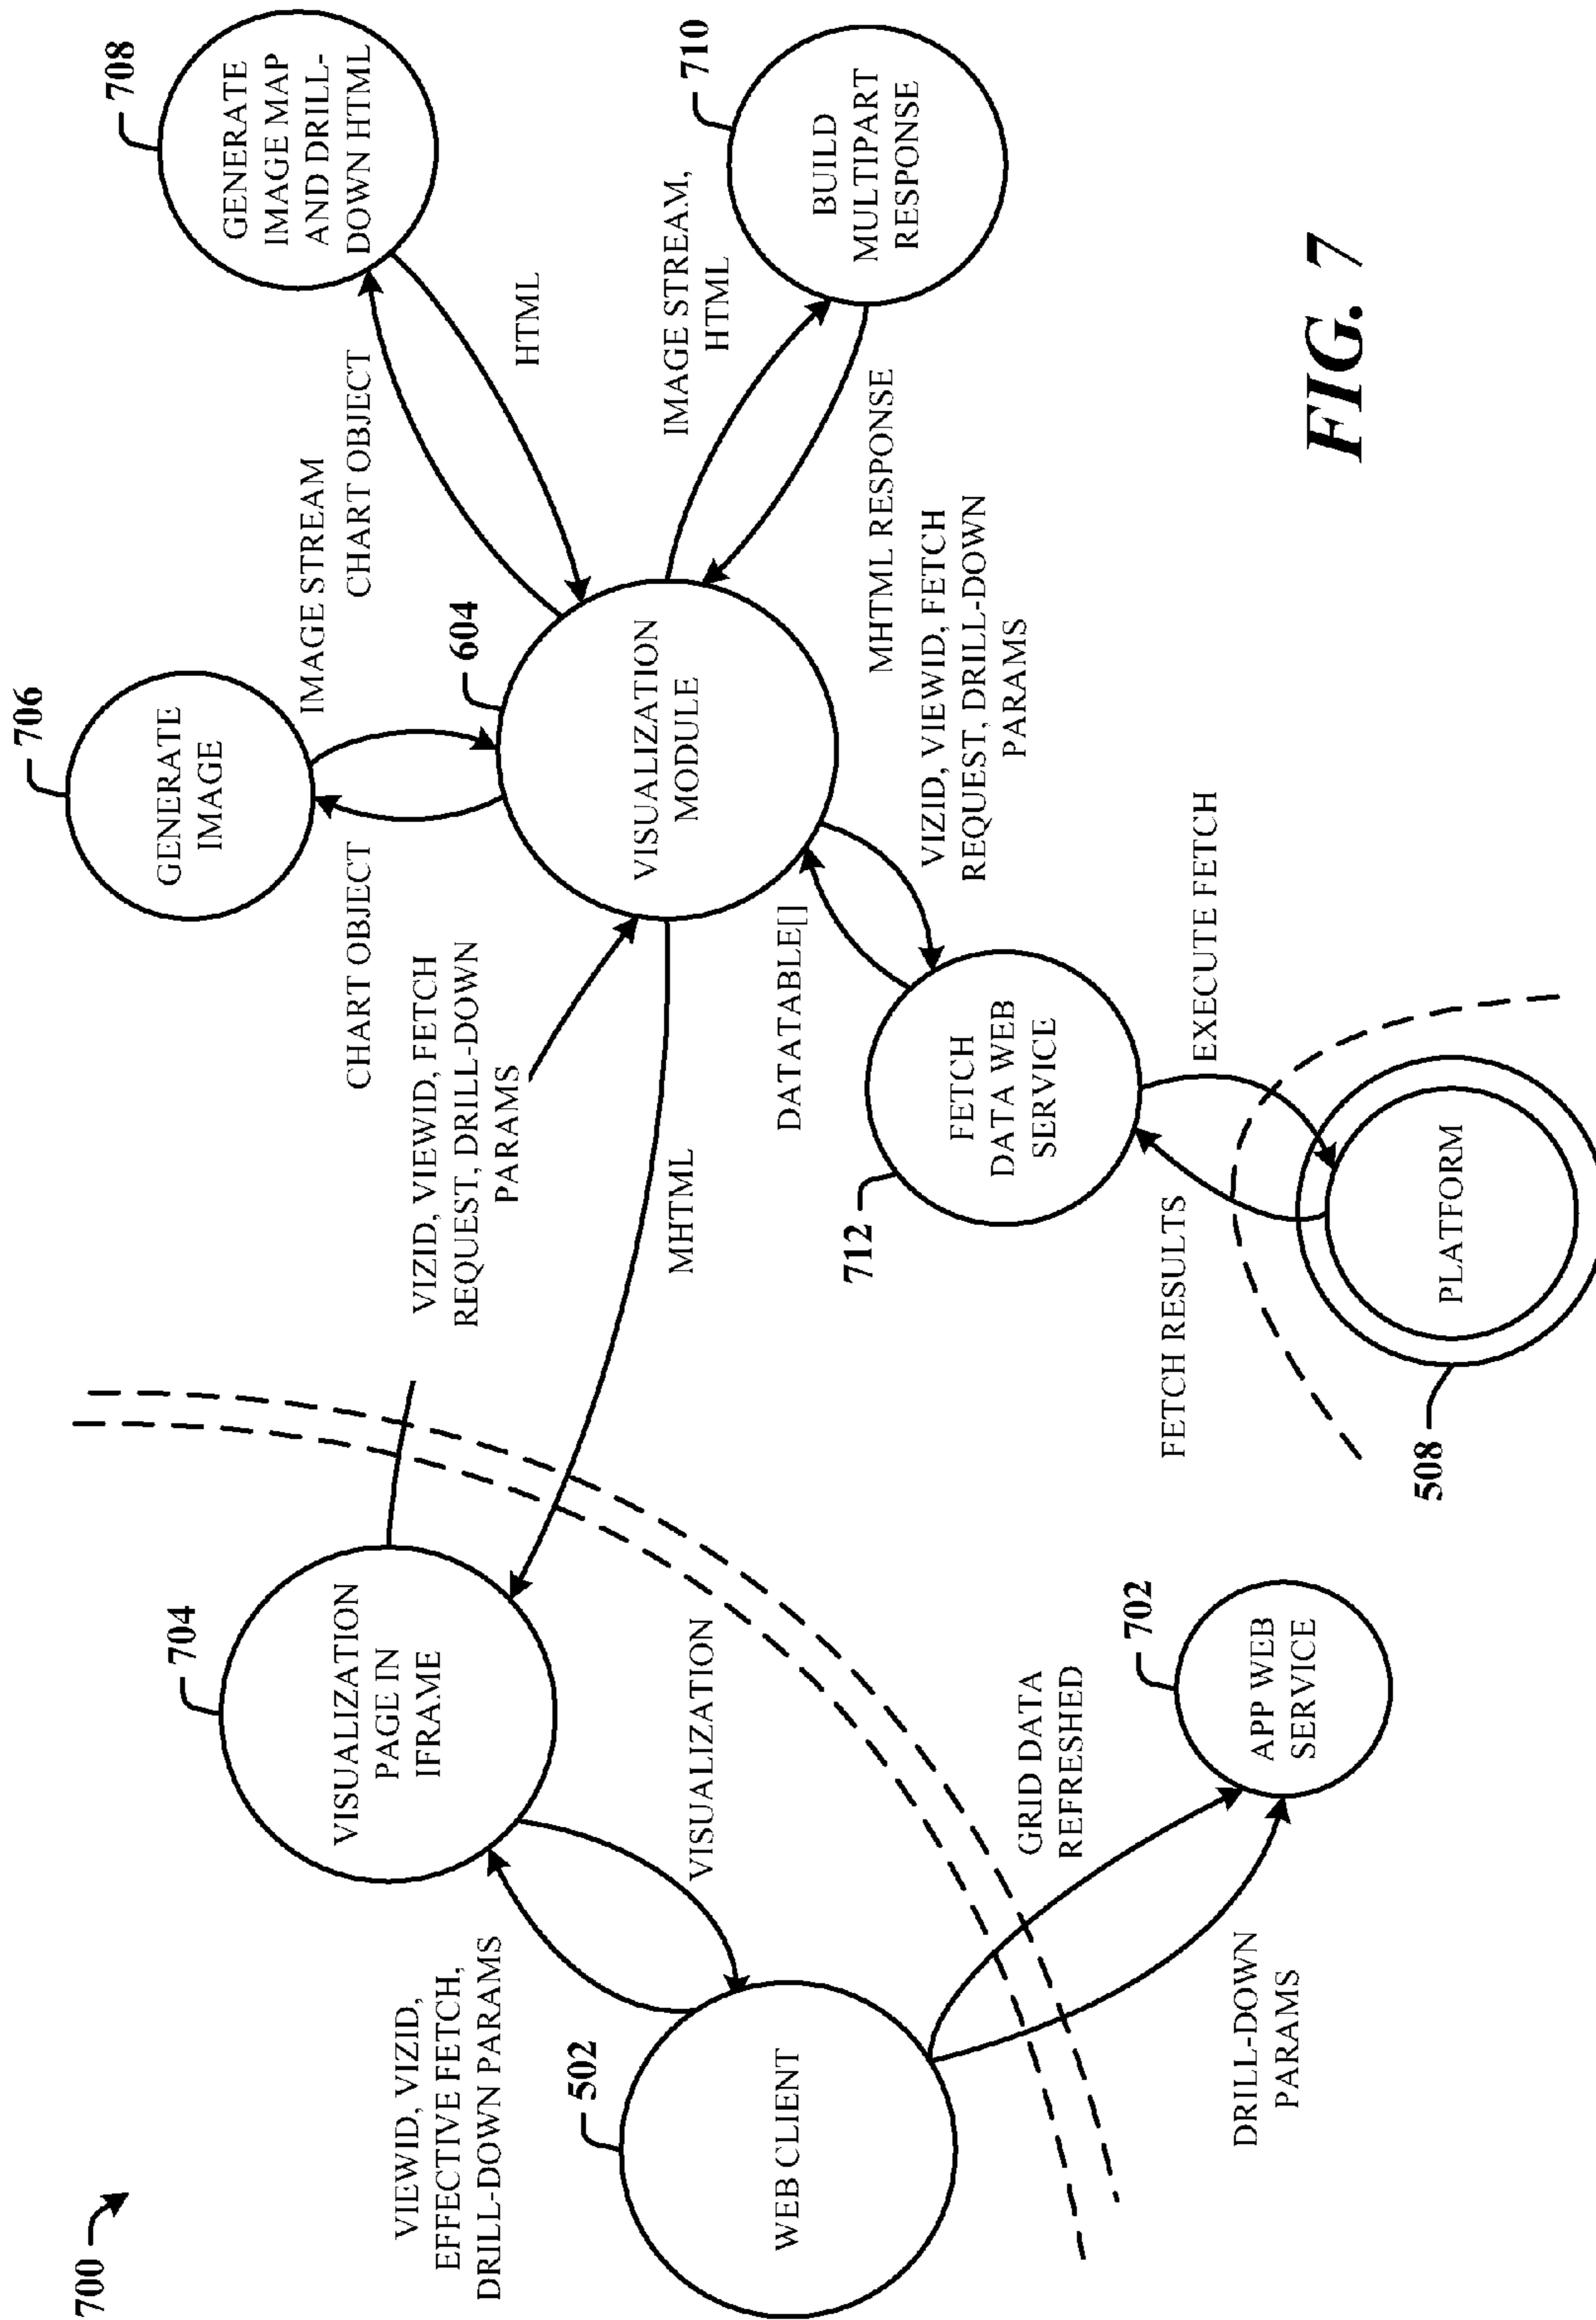 700
VIEWID, VIZID,
EFFECTIVE FETCH,
DRILL-DOWN PARAMS
502
WEB CLIENT
704
VISUALIZATION
PAGE IN
IFRAME
VISUALIZATION
GRID DATA
REFRESHED
DRILL-DOWN
PARAMS
702
APP WEB
SERVICE
VIZID, VIEWID, FETCH
REQUEST, DRILL-DOWN
PARAMS
MHTML
706
GENERATE
IMAGE
CHART OBJECT
IMAGE STREAM
604
VISUALIZATION
MODULE
CHART OBJECT
HTML
708
GENERATE
IMAGE MAP
AND DRILL-
DOWN HTML
IMAGE STREAM,
HTML
710
BUILD
MULTIPART
RESPONSE
MHTML RESPONSE
VIZID, VIEWID, FETCH
REQUEST, DRILL-DOWN
PARAMS
DATATABLE[]
712
FETCH
DATA WEB
SERVICE
EXECUTE FETCH
FETCH RESULTS
508
PLATFORM
FIG. 7